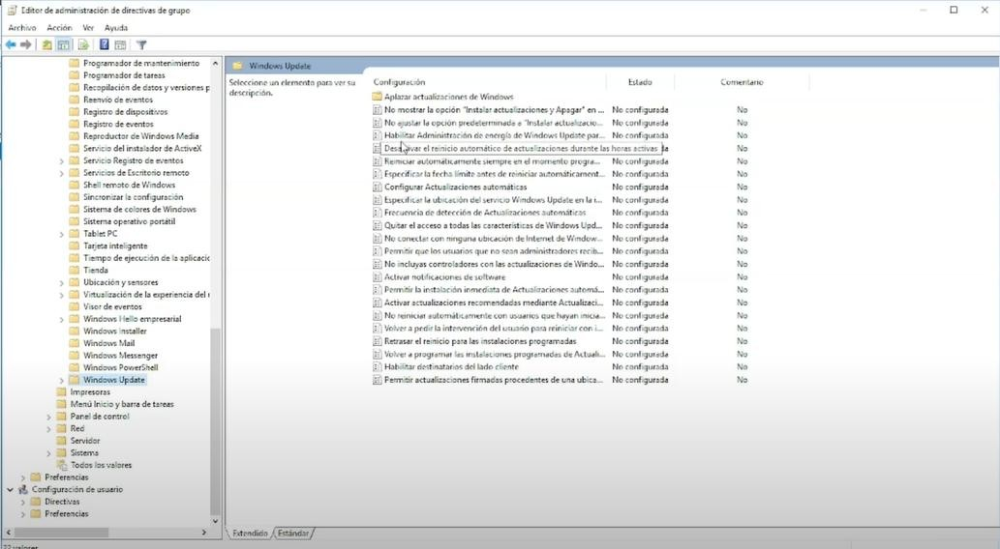 Editor de administración de directivas de grupo
Archivo Acción Ver Ayuda
Programador de mantenimiento
Programador de tareas
Recopilación de datos y versiones p
Reenvío de eventos
Registro de dispositivos
Registro de eventos
Reproductor de Windows Media
Servicio del instalador de ActiveX
Servicio Registro de eventos
Servicios de Escritorio remoto
Shell remoto de Windows
Sincronizar la configuración
Sistema de colores de Windows
Sistema operativo portátil
Tablet PC
Tarjeta inteligente
Tiempo de ejecución de la aplicació
Tienda
Ubicación y sensores
Virtualización de la experiencia del u
Visor de eventos
Windows Hello empresarial
Windows Installer
Windows Mail
Windows Messenger
Windows PowerShell
Windows Update
Impresoras
Menú Inicio y barra de tareas
Panel de control
Red
Servidor
Sistema
Todos los valores
Preferencias
Configuración de usuario
Directivas
Preferencias
Windows Update
Seleccione un elemento para ver su
descripción.
Configuración Estado Comentario
Aplazar actualizaciones de Windows
No mostrar la opción "Instalar actualizaciones y Apagar" en ... No configurada No
No ajustar la opción predeterminada a "Instalar actualizacio... No configurada No
Habilitar Administración de energía de Windows Update par... No configurada No
Desactivar el reinicio automático de actualizaciones durante las horas activas da No
Reiniciar automáticamente siempre en el momento progra... No configurada No
Especificar la fecha límite antes de reiniciar automáticament... No configurada No
Configurar Actualizaciones automáticas No configurada No
Especificar la ubicación del servicio Windows Update en la i... No configurada No
Frecuencia de detección de Actualizaciones automáticas No configurada No
Quitar el acceso a todas las características de Windows Upd... No configurada No
No conectar con ninguna ubicación de Internet de Window... No configurada No
Permitir que los usuarios que no sean administradores recib... No configurada No
No incluyas controladores con las actualizaciones de Windo... No configurada No
Activar notificaciones de software No configurada No
Permitir la instalación inmediata de Actualizaciones automá... No configurada No
Activar actualizaciones recomendadas mediante Actualizaci... No configurada No
No reiniciar automáticamente con usuarios que hayan inicia... No configurada No
Volver a pedir la intervención del usuario para reiniciar con i... No configurada No
Retrasar el reinicio para las instalaciones programadas No configurada No
Volver a programar las instalaciones programadas de Actuali... No configurada No
Habilitar destinatarios del lado cliente No configurada No
Permitir actualizaciones firmadas procedentes de una ubica... No configurada No
Extendido Estándar
22 valores